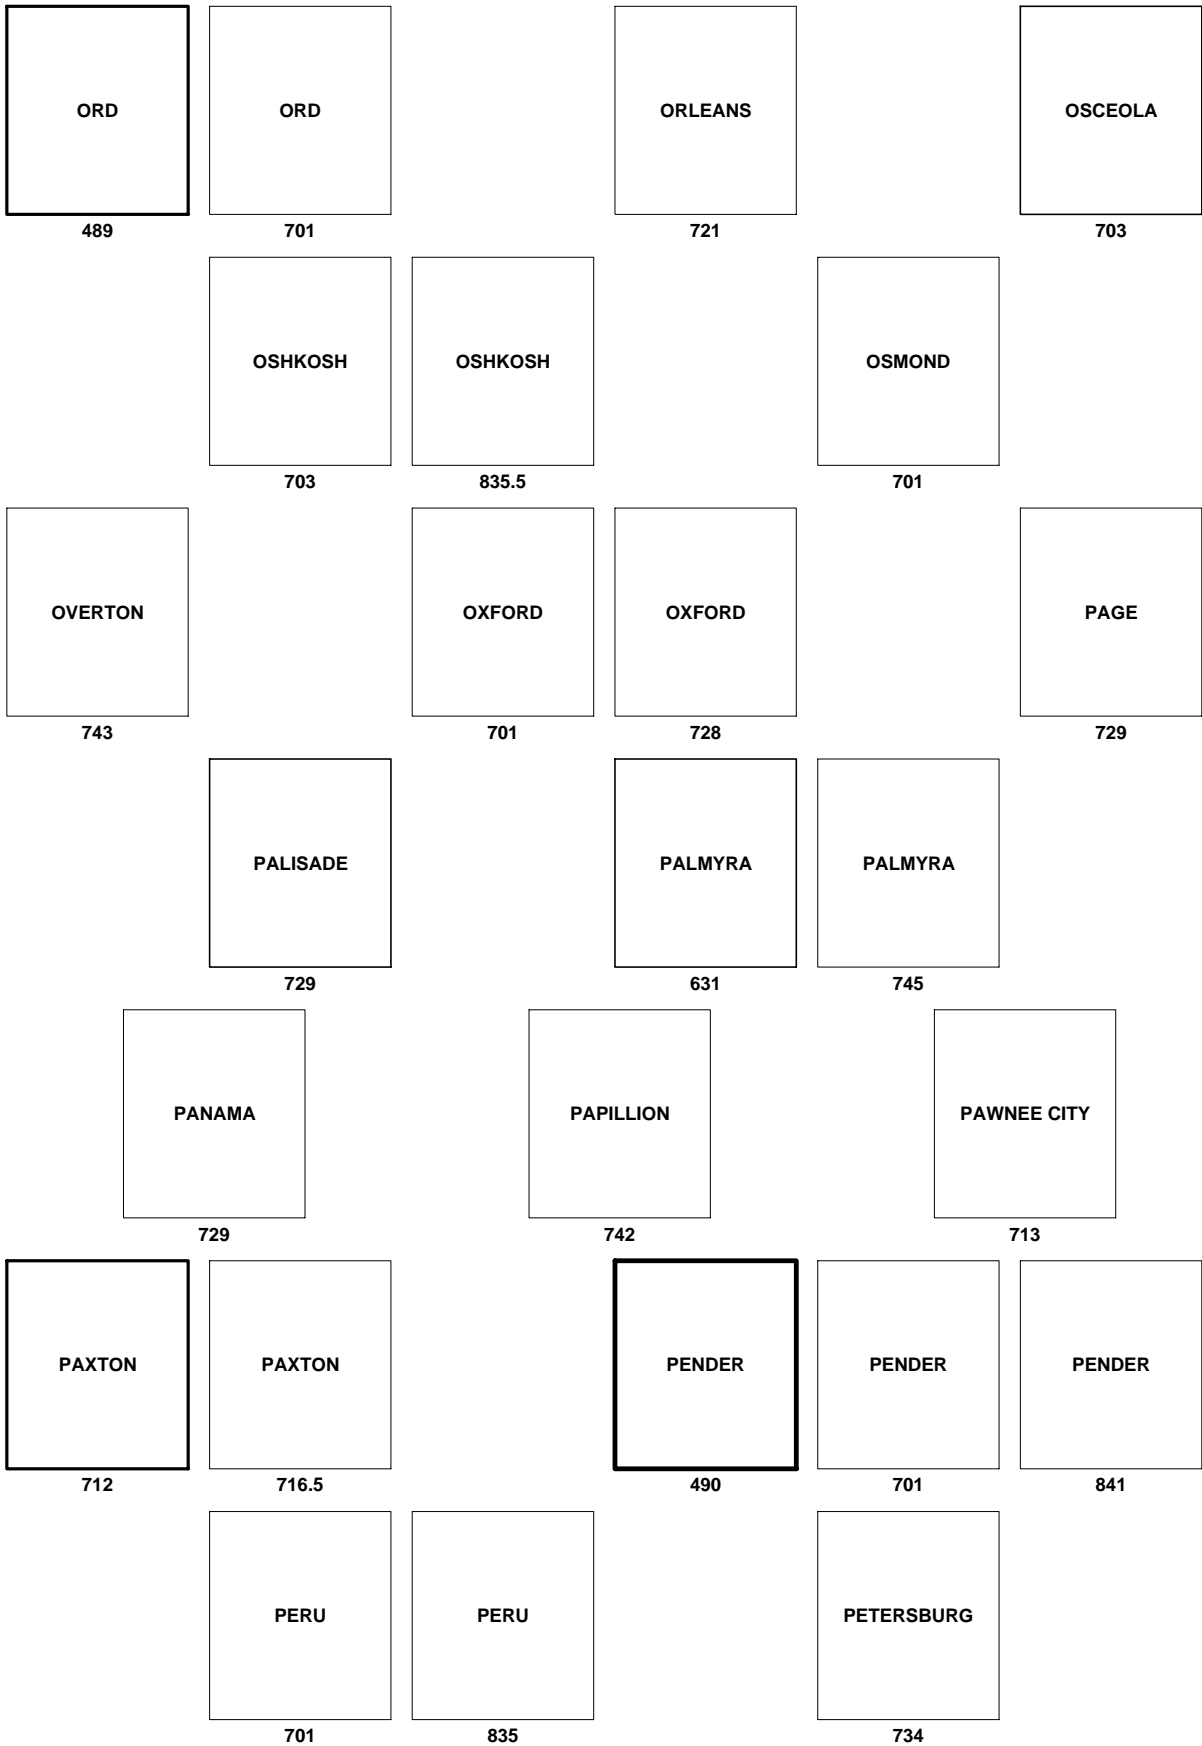 ORD ORD ORLEANS OSCEOLA
489 701 721 703
OSHKOSH OSHKOSH OSMOND
703 835.5 701
OVERTON OXFORD OXFORD PAGE
743 701 728 729
PALISADE PALMYRA PALMYRA
729 631 745
PANAMA PAPILLION PAWNEE CITY
729 742 713
PAXTON PAXTON PENDER PENDER PENDER
712 716.5 490 701 841
PERU PERU PETERSBURG
701 835 734